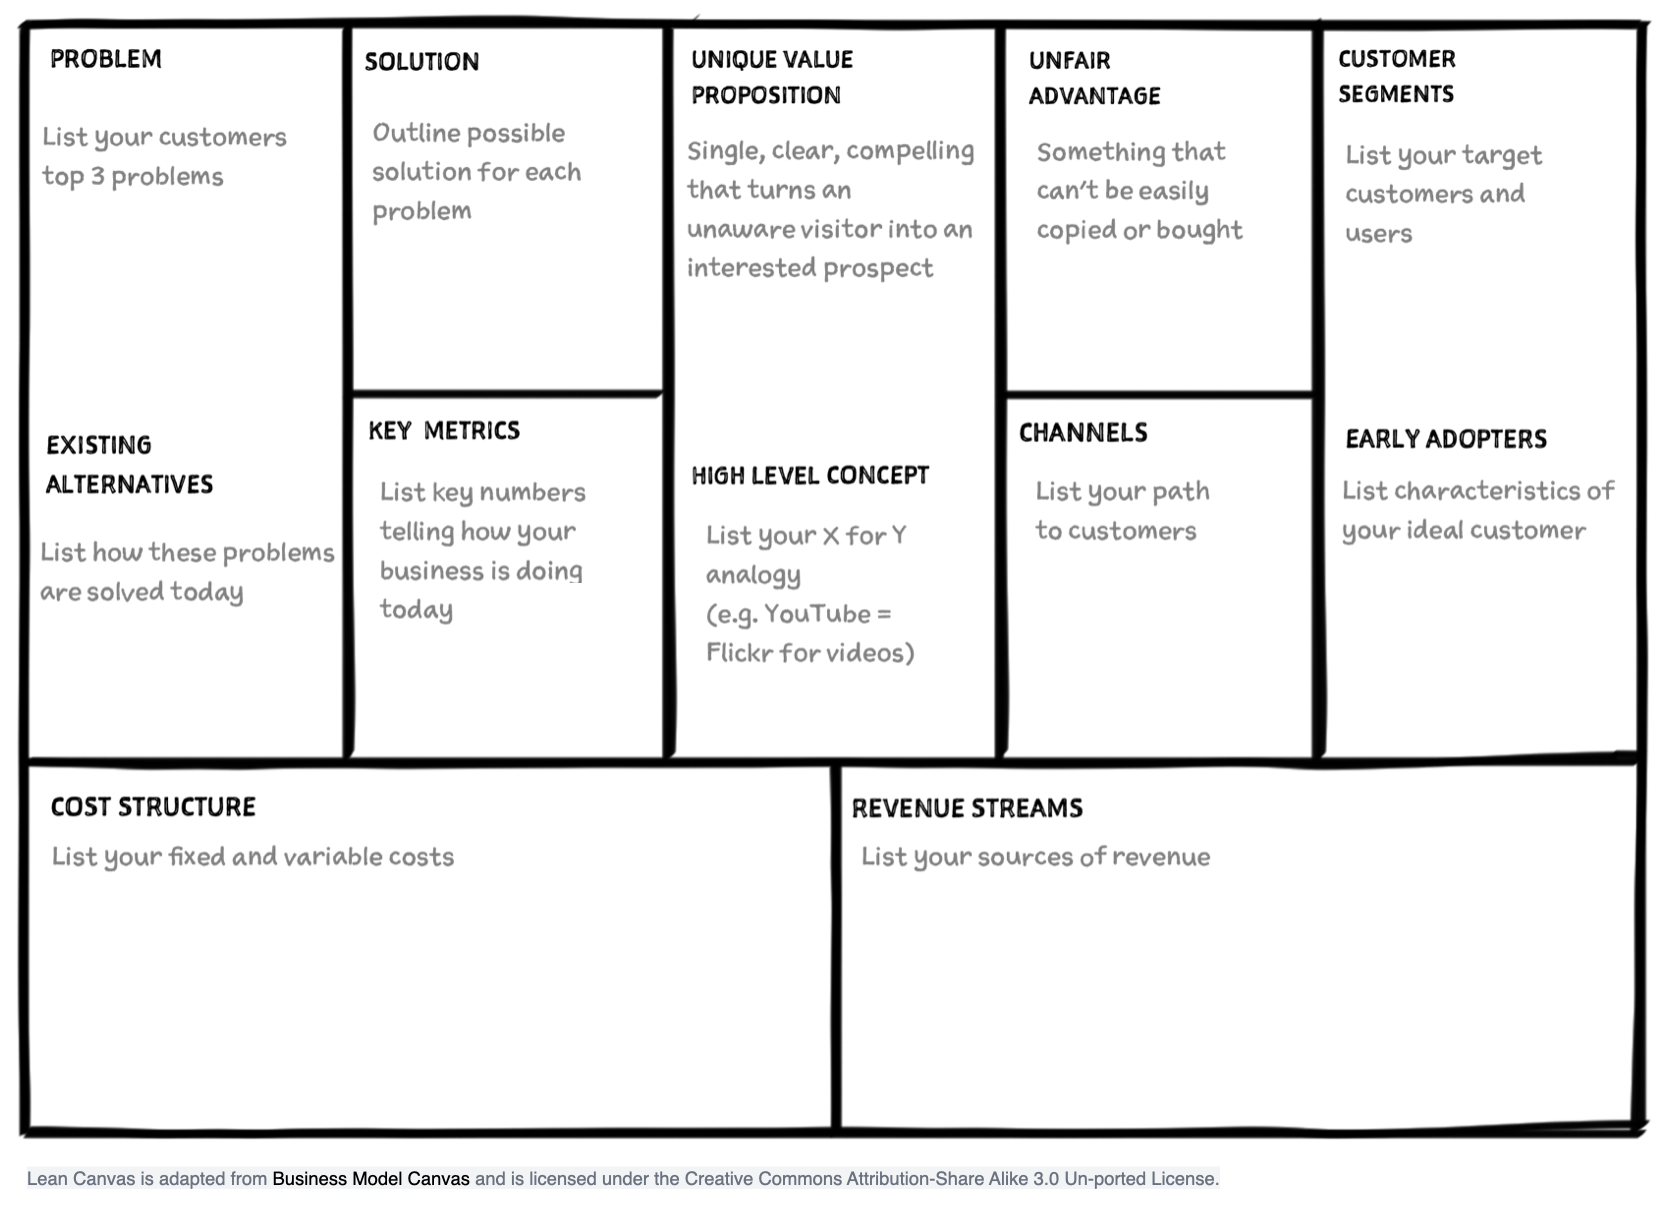 PROBLEM
List your customers
top 3 problems
EXISTING
ALTERNATIVES
List how these problems
are solved today
SOLUTION
Outline possible
solution for each
problem
KEY METRICS
List key numbers
telling how your
business is doing
today
UNIQUE VALUE
PROPOSITION
Single, clear, compelling
that turns an
unaware visitor into an
interested prospect
HIGH LEVEL CONCEPT
List your X for Y
analogy
(e.g. YouTube =
Flickr for videos)
UNFAIR
ADVANTAGE
Something that
can't be easily
copied or bought
CHANNELS
List your path
to customers
CUSTOMER
SEGMENTS
List your target
customers and
users
EARLY ADOPTERS
List characteristics of
your ideal customer
COST STRUCTURE
List your fixed and variable costs
REVENUE STREAMS
List your sources of revenue
Lean Canvas is adapted from Business Model Canvas and is licensed under the Creative Commons Attribution-Share Alike 3.0 Un-ported License.